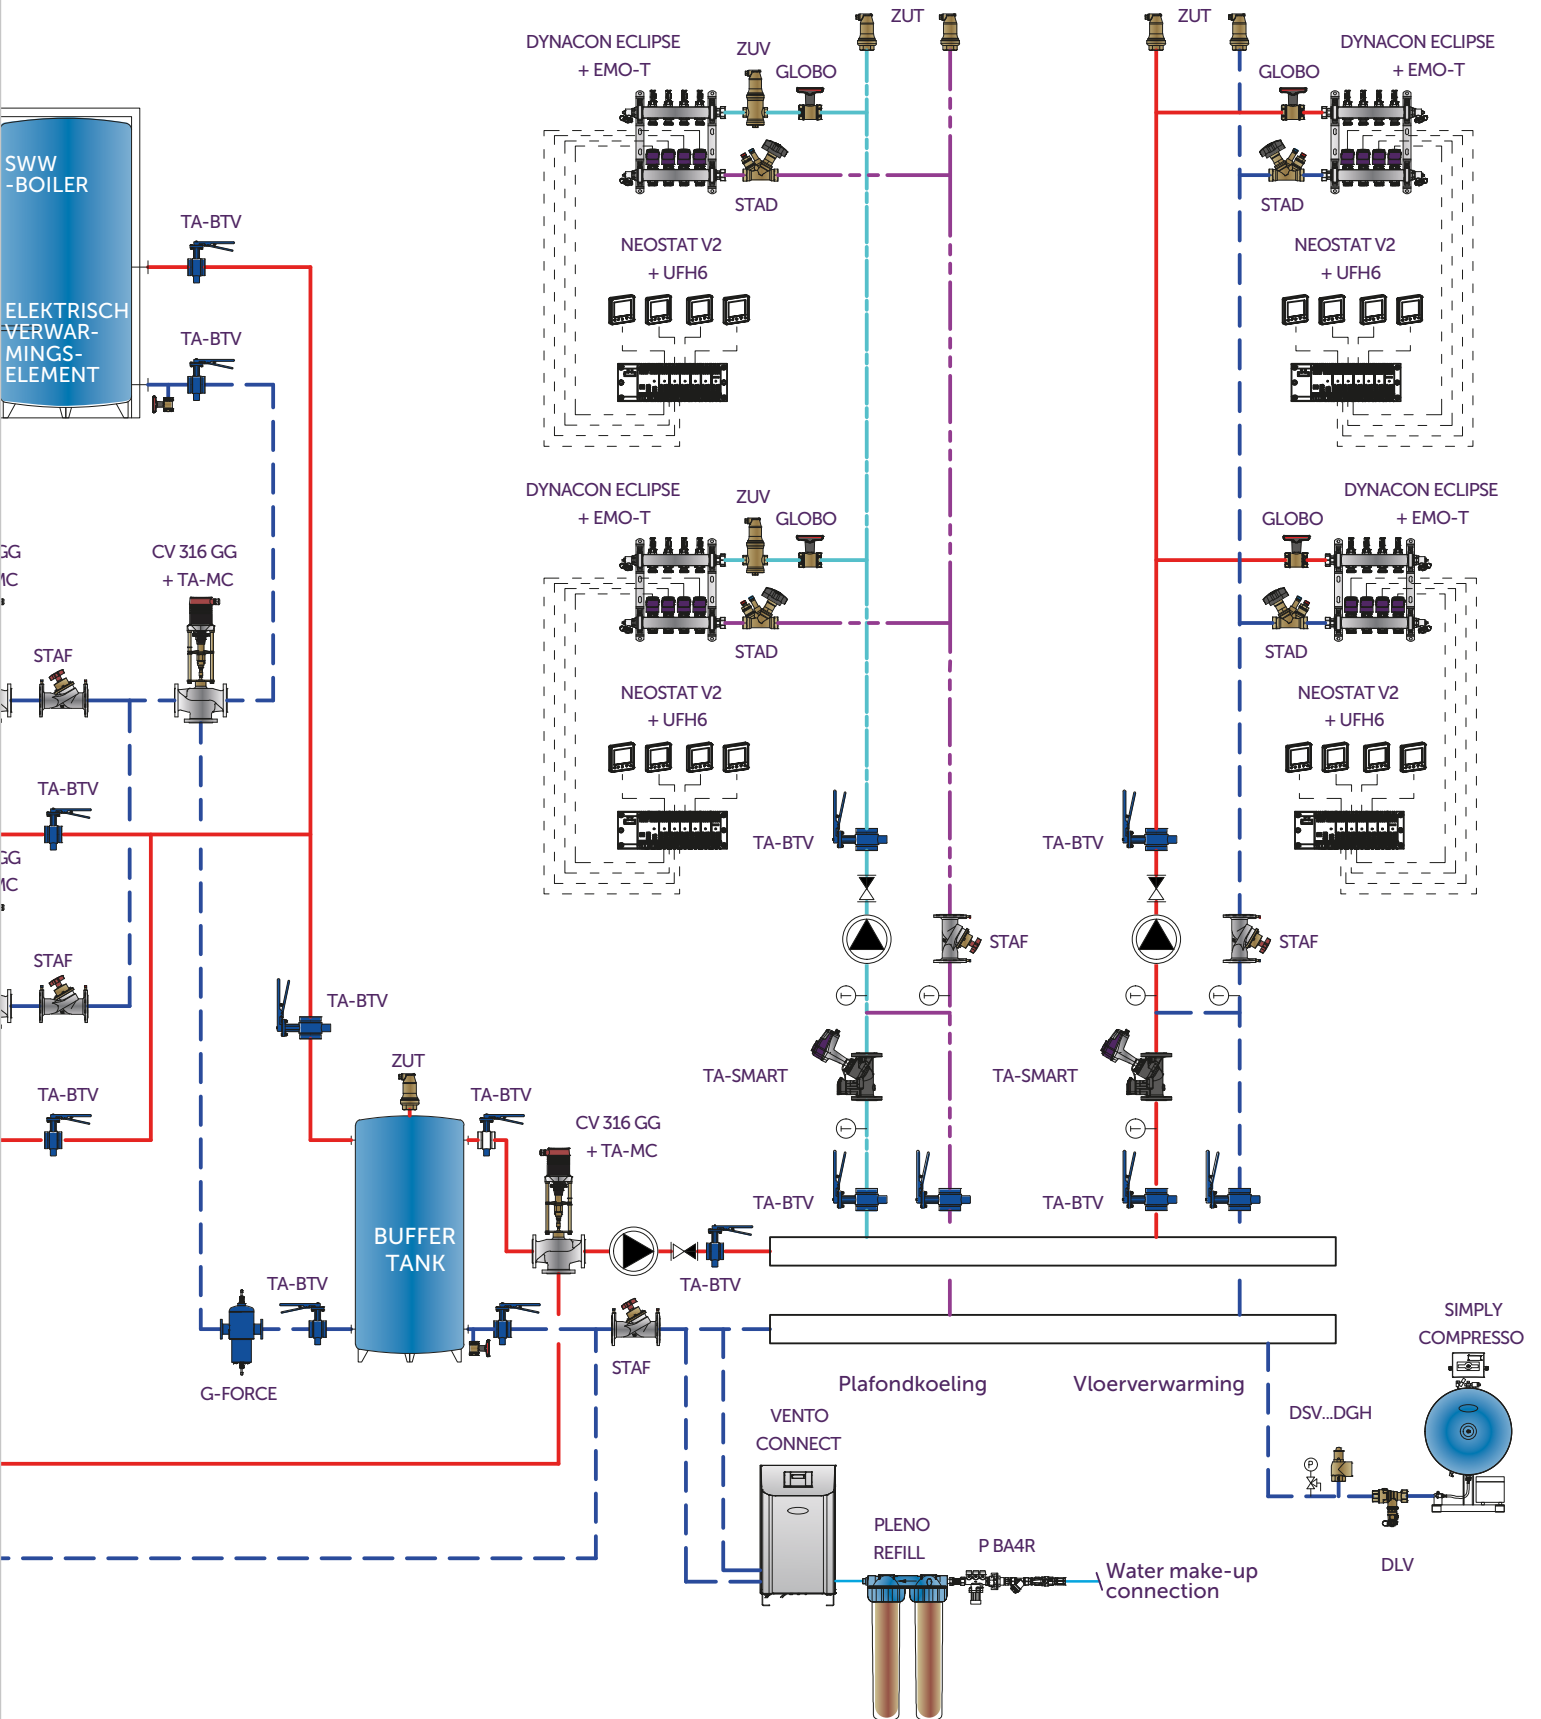 ZUT
ZUT
DYNACON ECLIPSE
+ EMO-T
ZUV
GLOBO
GLOBO
DYNACON ECLIPSE
+ EMO-T
SWW
-BOILER
STAD
STAD
TA-BTV
NEOSTAT V2
+ UFH6
NEOSTAT V2
+ UFH6
ELEKTRISCH
VERWAR-
MINGS-
ELEMENT
TA-BTV
DYNACON ECLIPSE
+ EMO-T
ZUV
GLOBO
GLOBO
DYNACON ECLIPSE
+ EMO-T
GG
MC
CV 316 GG
+ TA-MC
STAF
STAD
STAD
NEOSTAT V2
+ UFH6
NEOSTAT V2
+ UFH6
TA-BTV
TA-BTV
TA-BTV
GG
MC
STAF
STAF
STAF
T
T
T
T
TA-BTV
ZUT
TA-SMART
TA-SMART
TA-BTV
TA-BTV
CV 316 GG
+ TA-MC
T
T
TA-BTV
TA-BTV
BUFFER
TANK
TA-BTV
TA-BTV
STAF
G-FORCE
SIMPLY
COMPRESSO
Plafondkoeling
Vloerverwarming
VENTO
CONNECT
DSV...DGH
P
PLENO
REFILL
P BA4R
DLV
Water make-up
connection